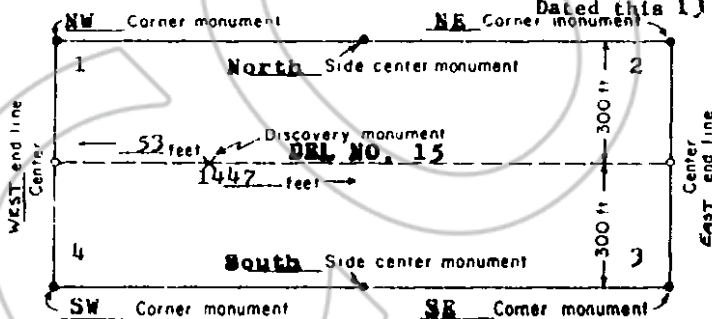 Dated this 13
NW Corner monument NE Corner monument
1 North Side center monument 2
53 feet Discovery monument
DEL NO. 15
1447 feet
300 ft
300 ft
WEST end line
Center
Center
EAST end line
4 South Side center monument 3
SW Corner monument SE Corner monument